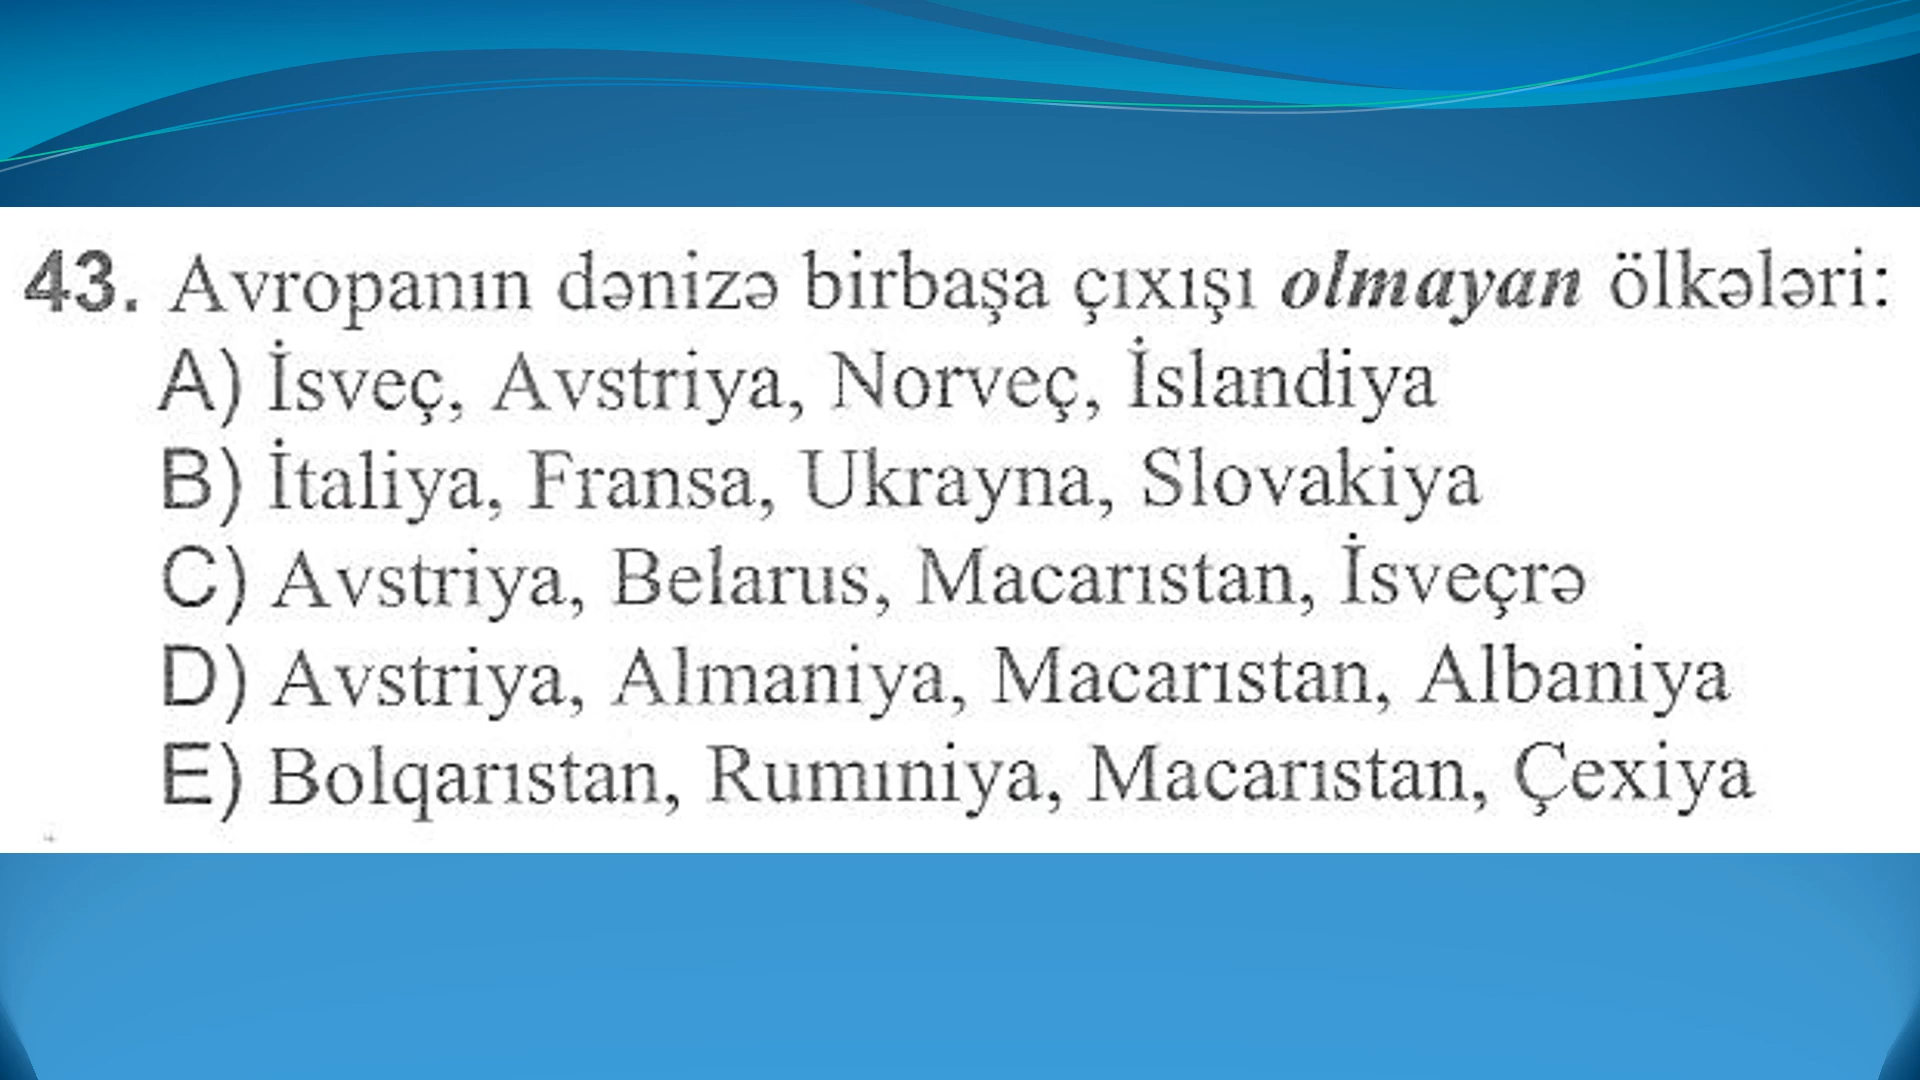 43. Avropanın dənizə birbaşa çıxışı olmayan ölkələri:
A) İsveç, Avstriya, Norveç, İslandiya
B) İtaliya, Fransa, Ukrayna, Slovakiya
C) Avstriya, Belarus, Macarıstan, İsveçrə
D) Avstriya, Almaniya, Macarıstan, Albaniya
E) Bolqarıstan, Rumıniya, Macarıstan, Çexiya